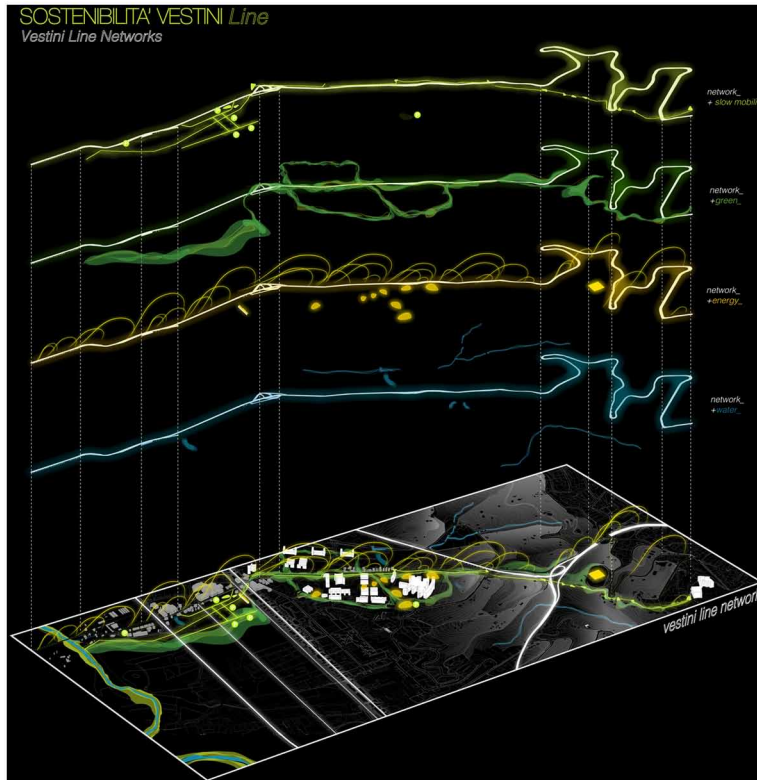 SOSTENIBILITA' VESTINI Line
Vestini Line Networks
network_
+ slow mobili
network_
+green_
network_
+energy_
network_
+water_
vestini line network